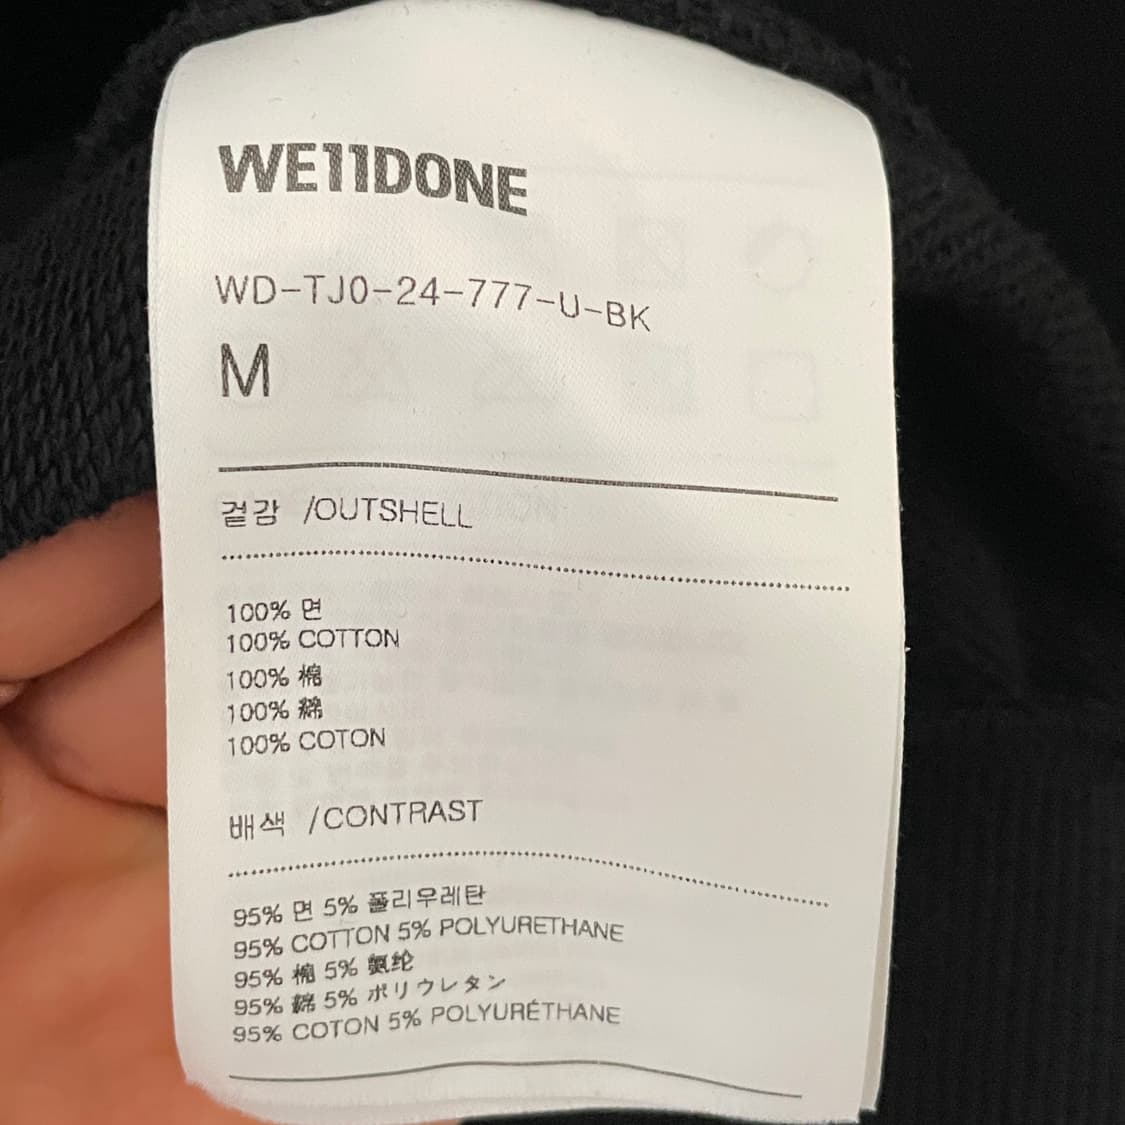 WE11DONE
WD-TJ0-24-777-U-BK
M
겉감 /OUTSHELL
100% 면
100% COTTON
100% 棉
100% 綿
100% COTON
배색 /CONTRAST
95% 면 5% 폴리우레탄
95% COTTON 5% POLYURETHANE
95% 棉 5% 氨纶
95% 綿 5% ポリウレタン
95% COTON 5% POLYURÉTHANE